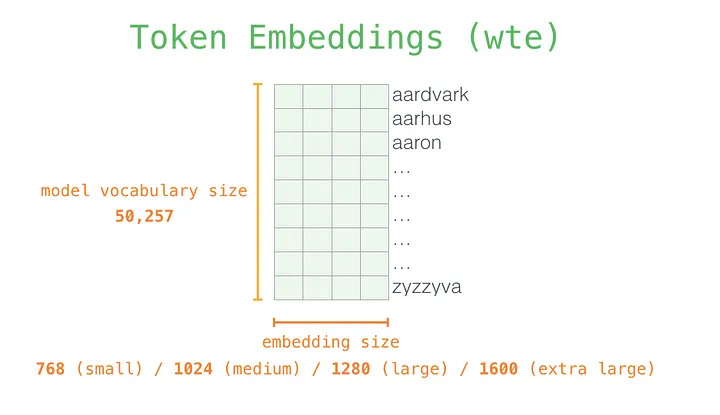 Token Embeddings (wte)
aardvark
aarhus
aaron
...
...
...
...
...
zyzzyva
model vocabulary size
50,257
embedding size
768 (small) / 1024 (medium) / 1280 (large) / 1600 (extra large)